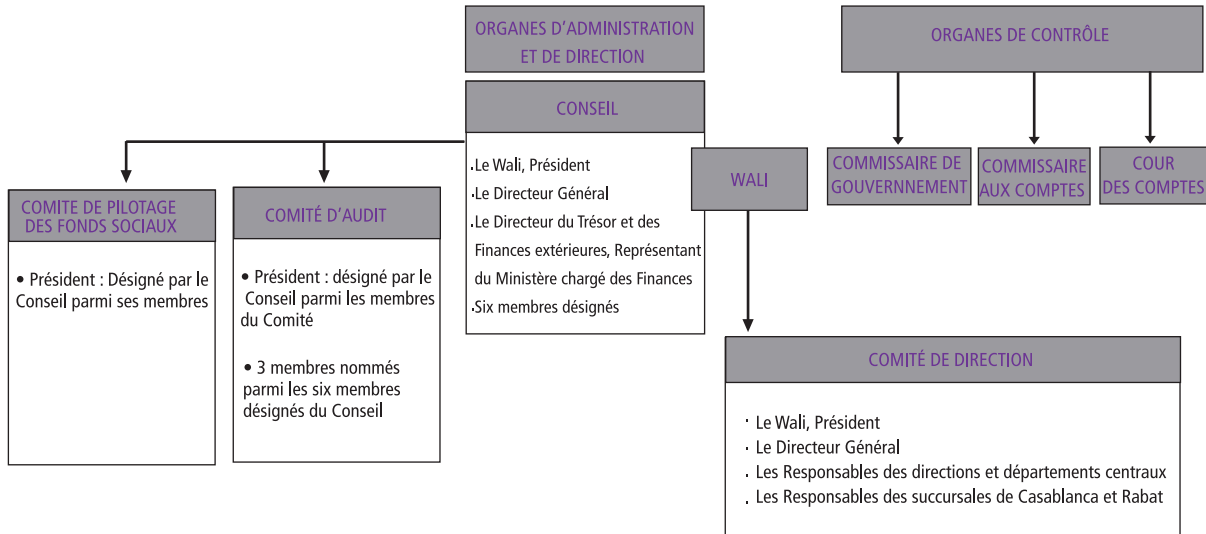 ORGANES D'ADMINISTRATION
ET DE DIRECTION
ORGANES DE CONTRÔLE
CONSEIL
.Le Wali, Président
.Le Directeur Général
.Le Directeur du Trésor et des
Finances extérieures, Représentant
du Ministère chargé des Finances
.Six membres désignés
WALI
COMMISSAIRE DE
GOUVERNNEMENT
COMMISSAIRE
AUX COMPTES
COUR
DES COMPTES
COMITE DE PILOTAGE
DES FONDS SOCIAUX
• Président : Désigné par le
Conseil parmi ses membres
COMITÉ D'AUDIT
• Président : désigné par le
Conseil parmi les membres
du Comité
• 3 membres nommés
parmi les six membres
désignés du Conseil
COMITÉ DE DIRECTION
· Le Wali, Président
· Le Directeur Général
· Les Responsables des directions et départements centraux
· Les Responsables des succursales de Casablanca et Rabat